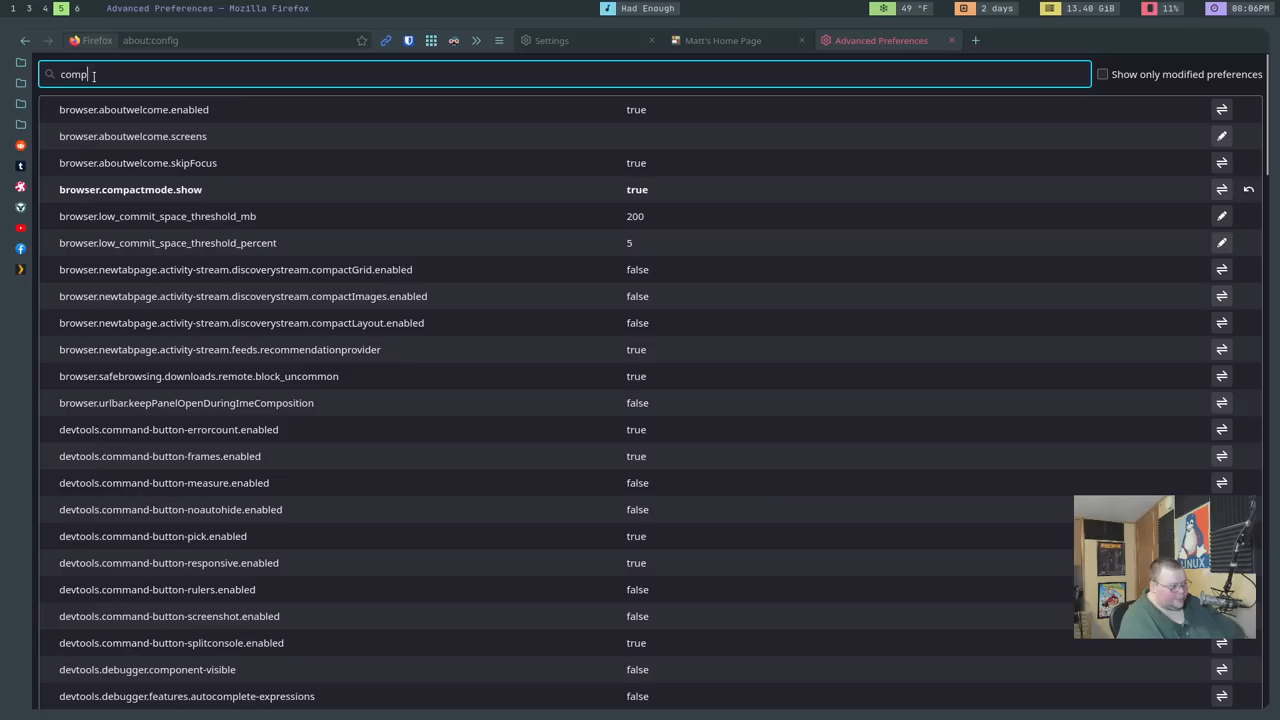 1 3 4 5 6 Advanced Preferences - Mozilla Firefox Had Enough 49 °F 2 days 13.40 GiB 11% 08:06PM
Firefox about:config Settings Matt's Home Page Advanced Preferences
comp Show only modified preferences
browser.aboutwelcome.enabled true
browser.aboutwelcome.screens
browser.aboutwelcome.skipFocus true
browser.compactmode.show true
browser.low_commit_space_threshold_mb 200
browser.low_commit_space_threshold_percent 5
browser.newtabpage.activity-stream.discoverystream.compactGrid.enabled false
browser.newtabpage.activity-stream.discoverystream.compactImages.enabled false
browser.newtabpage.activity-stream.discoverystream.compactLayout.enabled false
browser.newtabpage.activity-stream.feeds.recommendationprovider true
browser.safebrowsing.downloads.remote.block_uncommon true
browser.urlbar.keepPanelOpenDuringImeComposition false
devtools.command-button-errorcount.enabled true
devtools.command-button-frames.enabled true
devtools.command-button-measure.enabled false
devtools.command-button-noautohide.enabled false
devtools.command-button-pick.enabled true
devtools.command-button-responsive.enabled true
devtools.command-button-rulers.enabled false
devtools.command-button-screenshot.enabled false
devtools.command-button-splitconsole.enabled true
devtools.debugger.component-visible false
devtools.debugger.features.autocomplete-expressions false